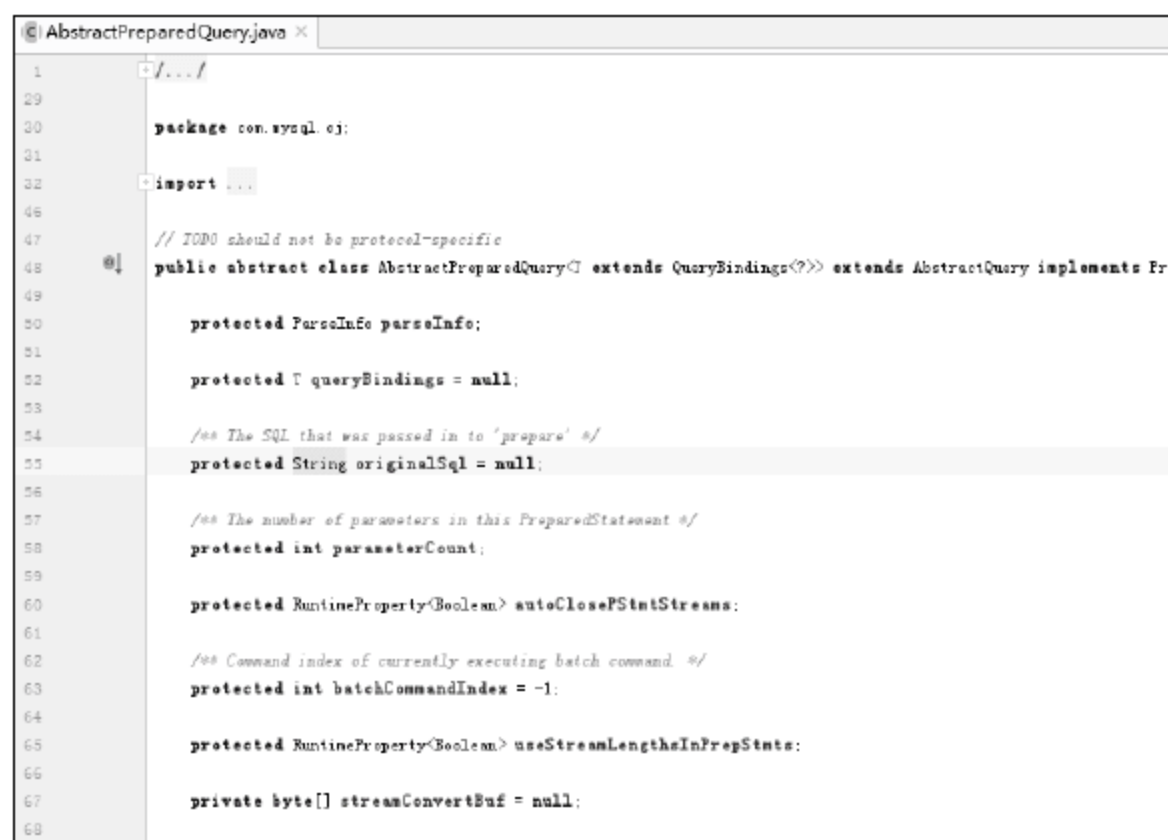 AbstractPreparedQuery.java
1 /.../
29
30 package com.mysql.cj;
31
32 import ...
46
47 // TODO should not be protocol-specific
48 public abstract class AbstractPreparedQuery<T extends QueryBindings<?>> extends AbstractQuery implements Pr
49
50 protected ParseInfo parseInfo;
51
52 protected T queryBindings = null;
53
54 /** The SQL that was passed in to 'prepare' */
55 protected String originalSql = null;
56
57 /** The number of parameters in this PreparedStatement */
58 protected int parameterCount;
59
60 protected RuntimeProperty<Boolean> autoClosePStmtStreams;
61
62 /** Command index of currently executing batch command. */
63 protected int batchCommandIndex = -1;
64
65 protected RuntimeProperty<Boolean> useStreamLengthsInPrepStmts;
66
67 private byte[] streamConvertBuf = null;
68